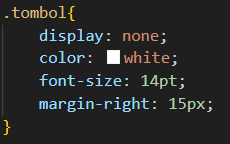 .tombol{
    display: none;
    color: white;
    font-size: 14pt;
    margin-right: 15px;
}